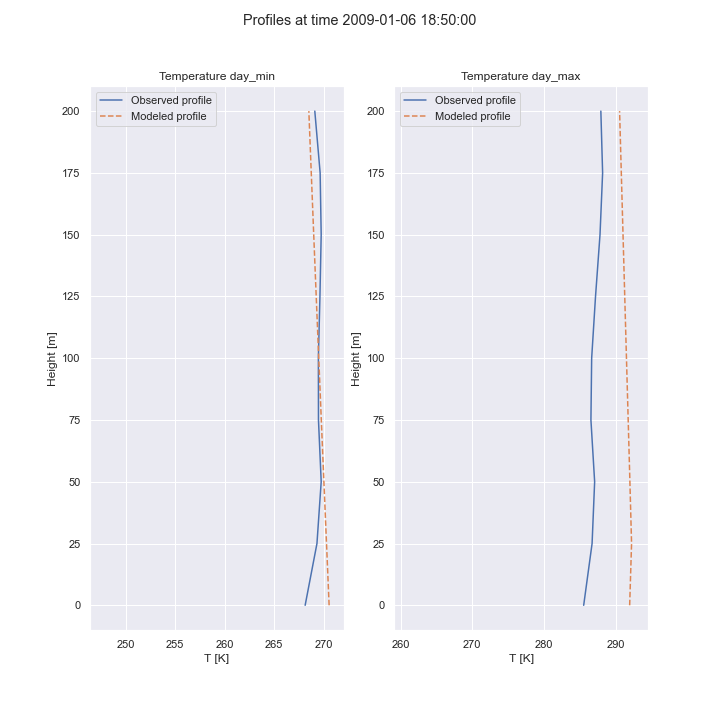 Profiles at time 2009-01-06 18:50:00
Temperature day_min
Observed profile
Modeled profile
200
175
150
125
100
75
50
25
0
Height [m]
250
255
260
265
270
T [K]
Temperature day_max
Observed profile
Modeled profile
200
175
150
125
100
75
50
25
0
Height [m]
260
270
280
290
T [K]